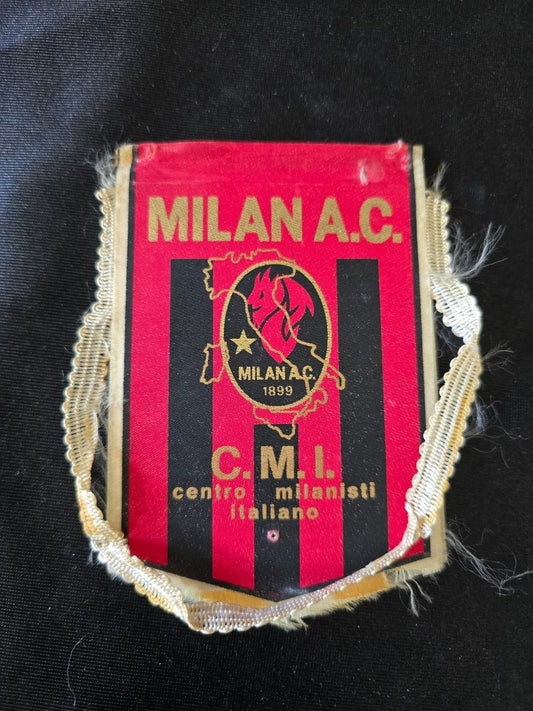 MILAN A.C.
MILAN A.C.
1899
C.M.I.
centro milanisti
italiano